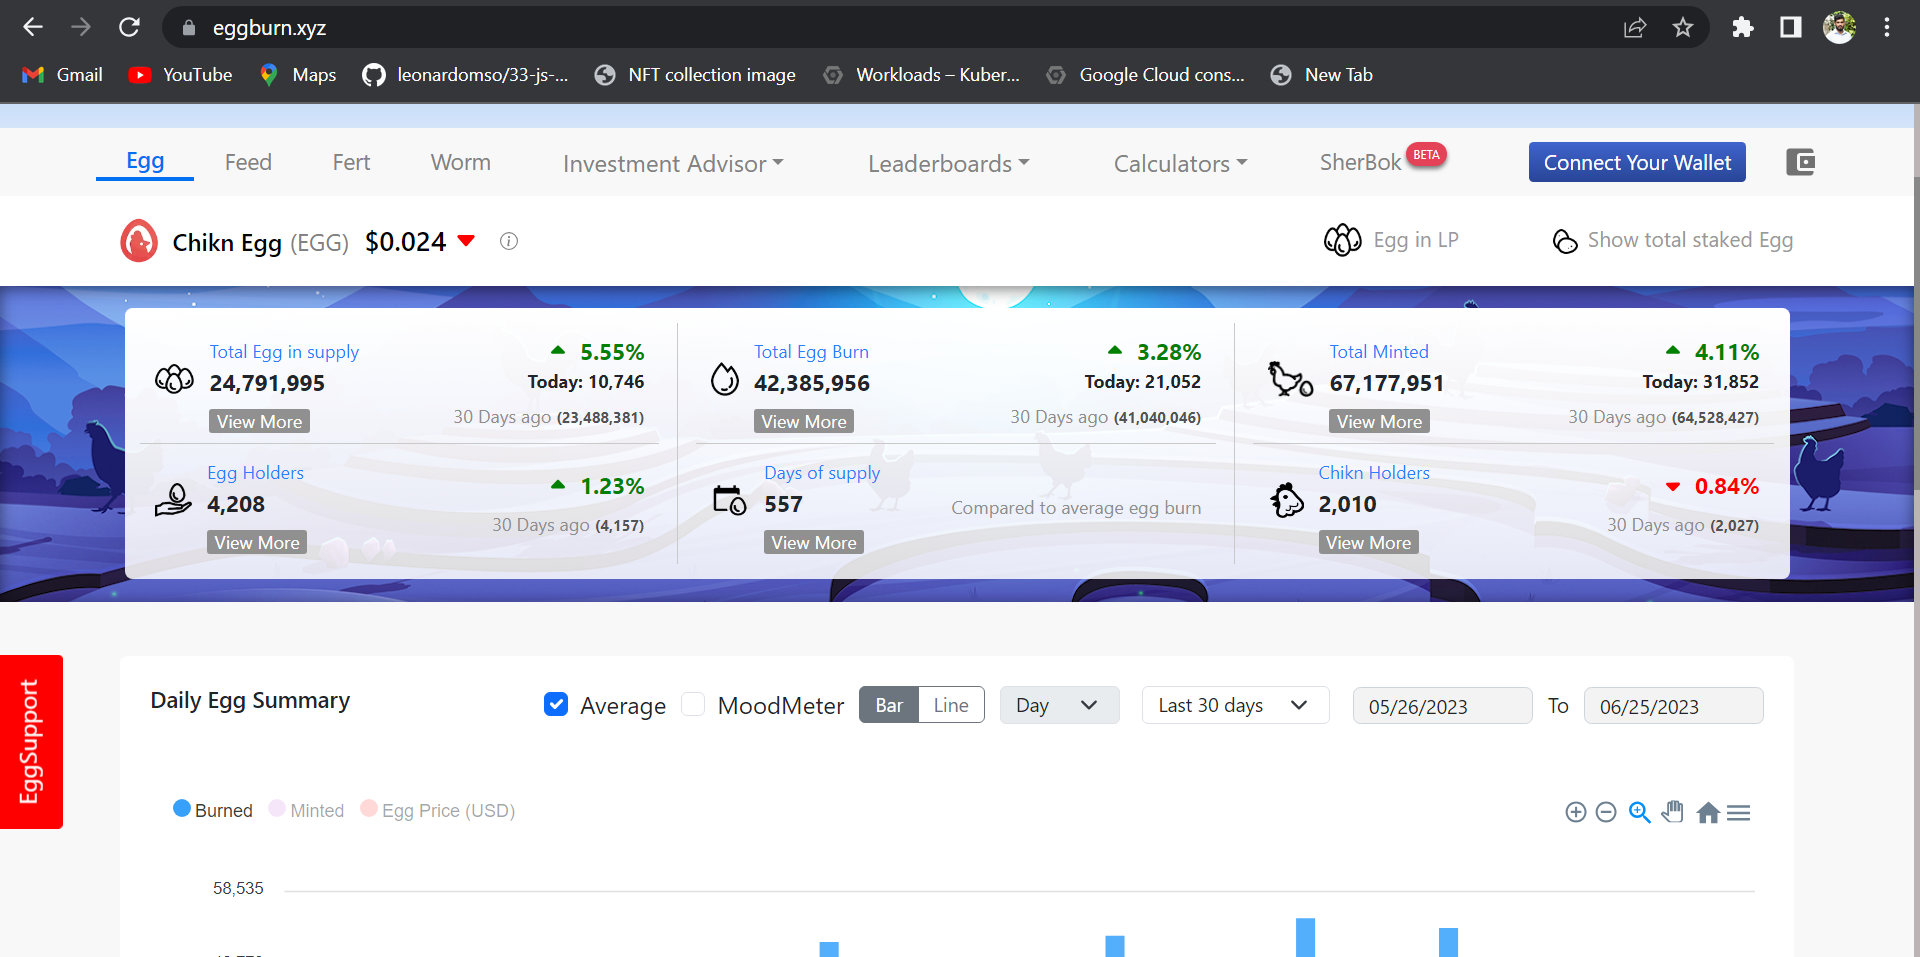 eggburn.xyz
Gmail YouTube Maps leonardomso/33-js-... NFT collection image Workloads – Kuber... Google Cloud cons... New Tab
Egg Feed Fert Worm Investment Advisor Leaderboards Calculators SherBok BETA Connect Your Wallet
Chikn Egg (EGG) $0.024 Egg in LP Show total staked Egg
Total Egg in supply 5.55%
24,791,995 Today: 10,746
View More 30 Days ago (23,488,381)
Total Egg Burn 3.28%
42,385,956 Today: 21,052
View More 30 Days ago (41,040,046)
Total Minted 4.11%
67,177,951 Today: 31,852
View More 30 Days ago (64,528,427)
Egg Holders 1.23%
4,208
30 Days ago (4,157)
View More
Days of supply
557 Compared to average egg burn
View More
Chikn Holders 0.84%
2,010
30 Days ago (2,027)
View More
EggSupport
Daily Egg Summary Average MoodMeter Bar Line Day Last 30 days 05/26/2023 To 06/25/2023
Burned Minted Egg Price (USD)
58,535